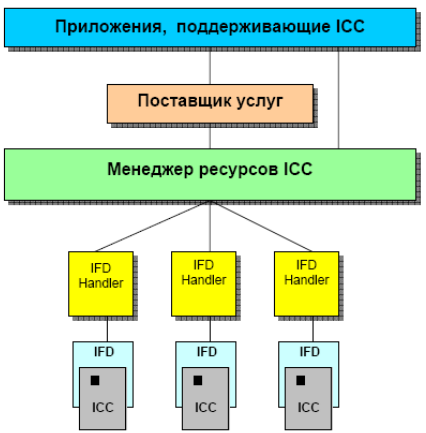 Приложения, поддерживающие ICC
Поставщик услуг
Менеджер ресурсов ICC
IFD
Handler
IFD
Handler
IFD
Handler
IFD
IFD
IFD
ICC
ICC
ICC